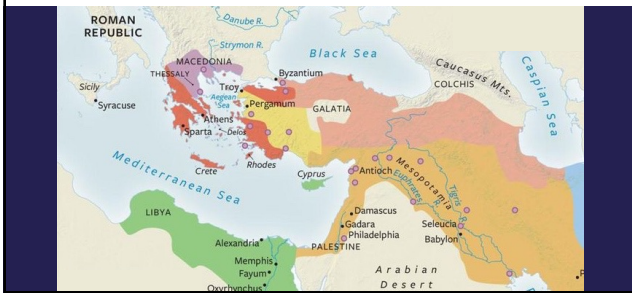 ROMAN
REPUBLIC
Danube R.
Strymon R.
Black Sea
Caucasus Mts.
Caspian Sea
MACEDONIA
THESSALY
Byzantium
COLCHIS
Troy
Sicily
Aegean
Sea
Pergamum
GALATIA
Syracuse
Athens
Sparta
Delos
Mediterranean Sea
Crete
Rhodes
Cyprus
Antioch
Mesopotamia
Euphrates R.
Tigris R.
LIBYA
Damascus
Gadara
Seleucia
Alexandria
Philadelphia
PALESTINE
Babylon
Memphis
Fayum
Arabian
Desert
Oxyrhynchus
P